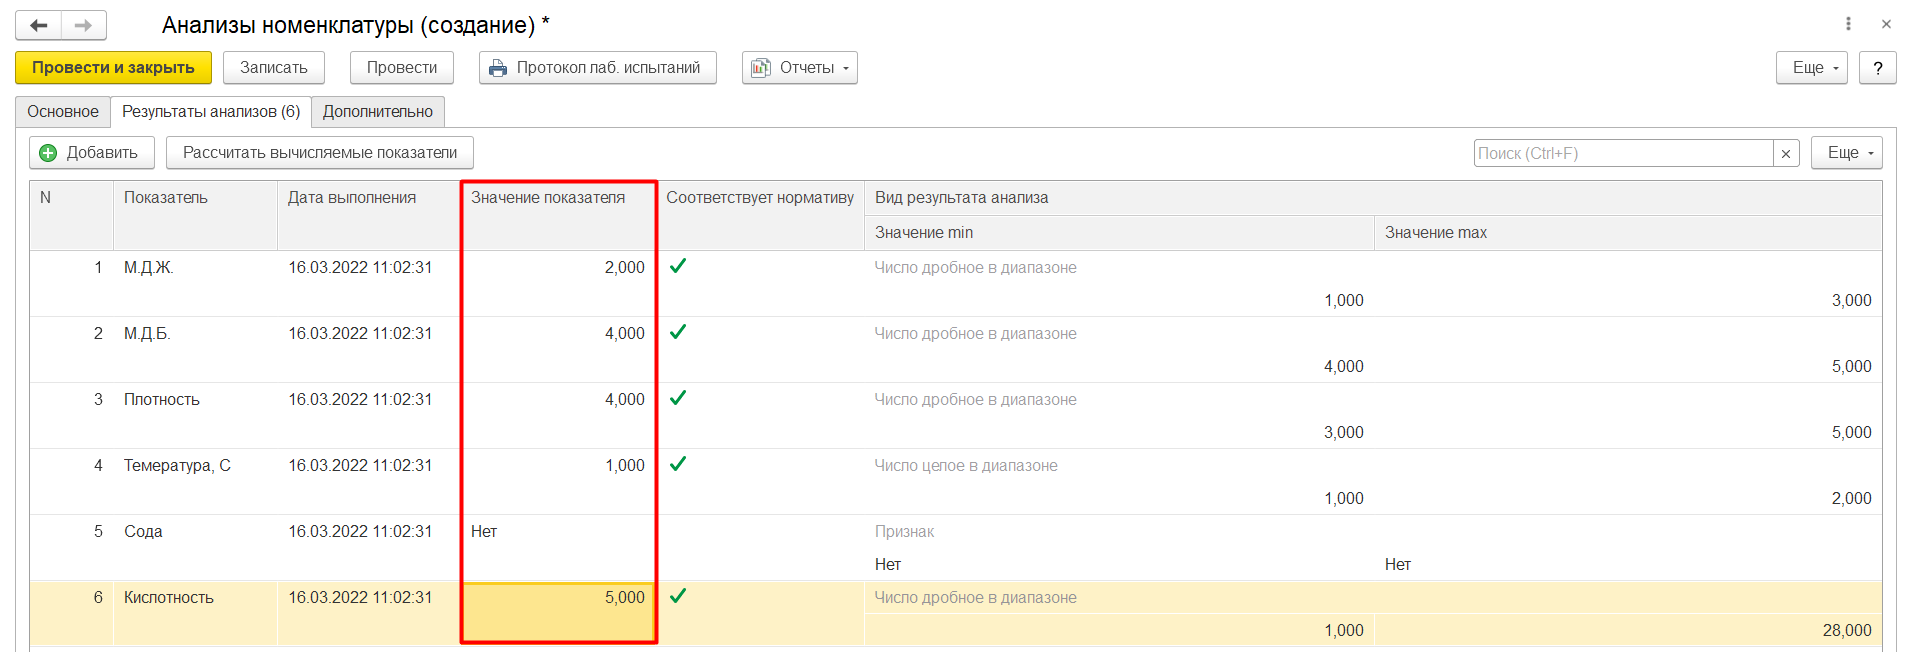 Анализы номенклатуры (создание) *
Провести и закрыть Записать Провести Протокол лаб. испытаний Отчеты Еще ?
Основное Результаты анализов (6) Дополнительно
Добавить Рассчитать вычисляемые показатели Поиск (Ctrl+F) × Еще
N Показатель Дата выполнения Значение показателя Соответствует нормативу Вид результата анализа
Значение min Значение max
1 М.Д.Ж. 16.03.2022 11:02:31 2,000 Число дробное в диапазоне
1,000 3,000
2 М.Д.Б. 16.03.2022 11:02:31 4,000 Число дробное в диапазоне
4,000 5,000
3 Плотность 16.03.2022 11:02:31 4,000 Число дробное в диапазоне
3,000 5,000
4 Темература, С 16.03.2022 11:02:31 1,000 Число целое в диапазоне
1,000 2,000
5 Сода 16.03.2022 11:02:31 Нет Признак
Нет Нет
6 Кислотность 16.03.2022 11:02:31 5,000 Число дробное в диапазоне
1,000 28,000